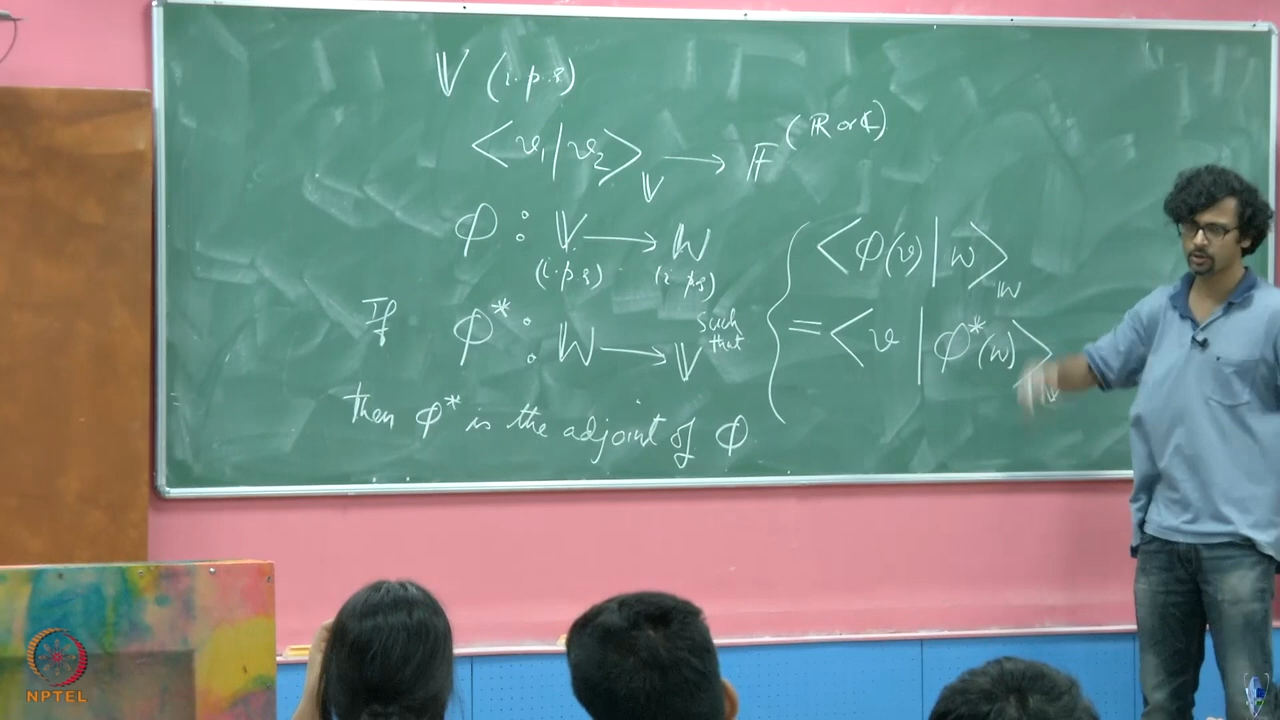 𝕍 (i.p.s)
<v₁|v₂>_𝕍 → 𝔽 (ℝ or ℂ)
φ : 𝕍 → 𝕎
(i.p.s) (i.p.s)
If φ* : 𝕎 → 𝕍 such that
{ <φ(v)|w>_𝕎
= <v|φ*(w)>_𝕍
then φ* is the adjoint of φ
NPTEL